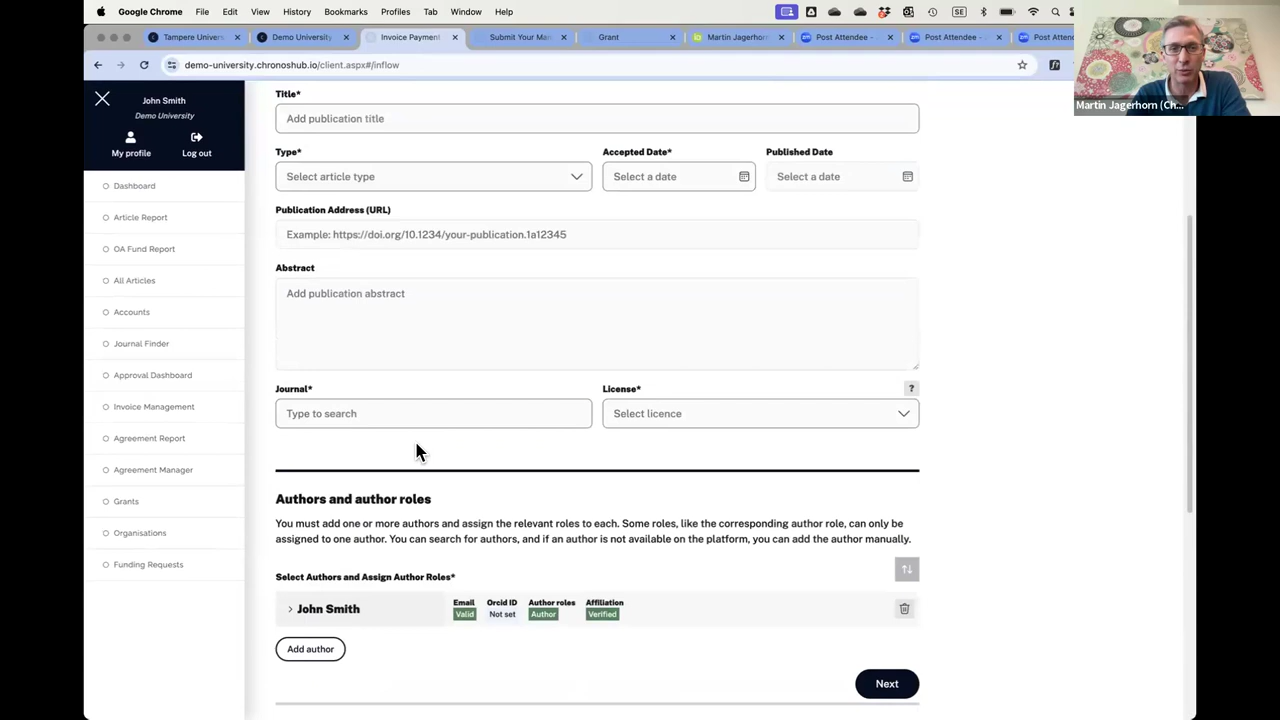 Google Chrome File Edit View History Bookmarks Profiles Tab Window Help SE
Tampere Univers Demo University Invoice Payment Submit Your Ma Grant Martin Jagerhorn Post Attendee - Post Attendee - Post Atten
demo-university.chronoshub.io/client.aspx#/inflow
Martin Jagerhorn (Ch...
John Smith
Demo University
My profile Log out
Dashboard
Article Report
OA Fund Report
All Articles
Accounts
Journal Finder
Approval Dashboard
Invoice Management
Agreement Report
Agreement Manager
Grants
Organisations
Funding Requests
Title*
Add publication title
Type* Accepted Date* Published Date
Select article type Select a date Select a date
Publication Address (URL)
Example: https://doi.org/10.1234/your-publication.1a12345
Abstract
Add publication abstract
Journal* License* ?
Type to search Select licence
Authors and author roles
You must add one or more authors and assign the relevant roles to each. Some roles, like the corresponding author role, can only be
assigned to one author. You can search for authors, and if an author is not available on the platform, you can add the author manually.
Select Authors and Assign Author Roles*
John Smith
Email Orcid ID Author roles Affiliation
Valid Not set Author Verified
Add author
Next